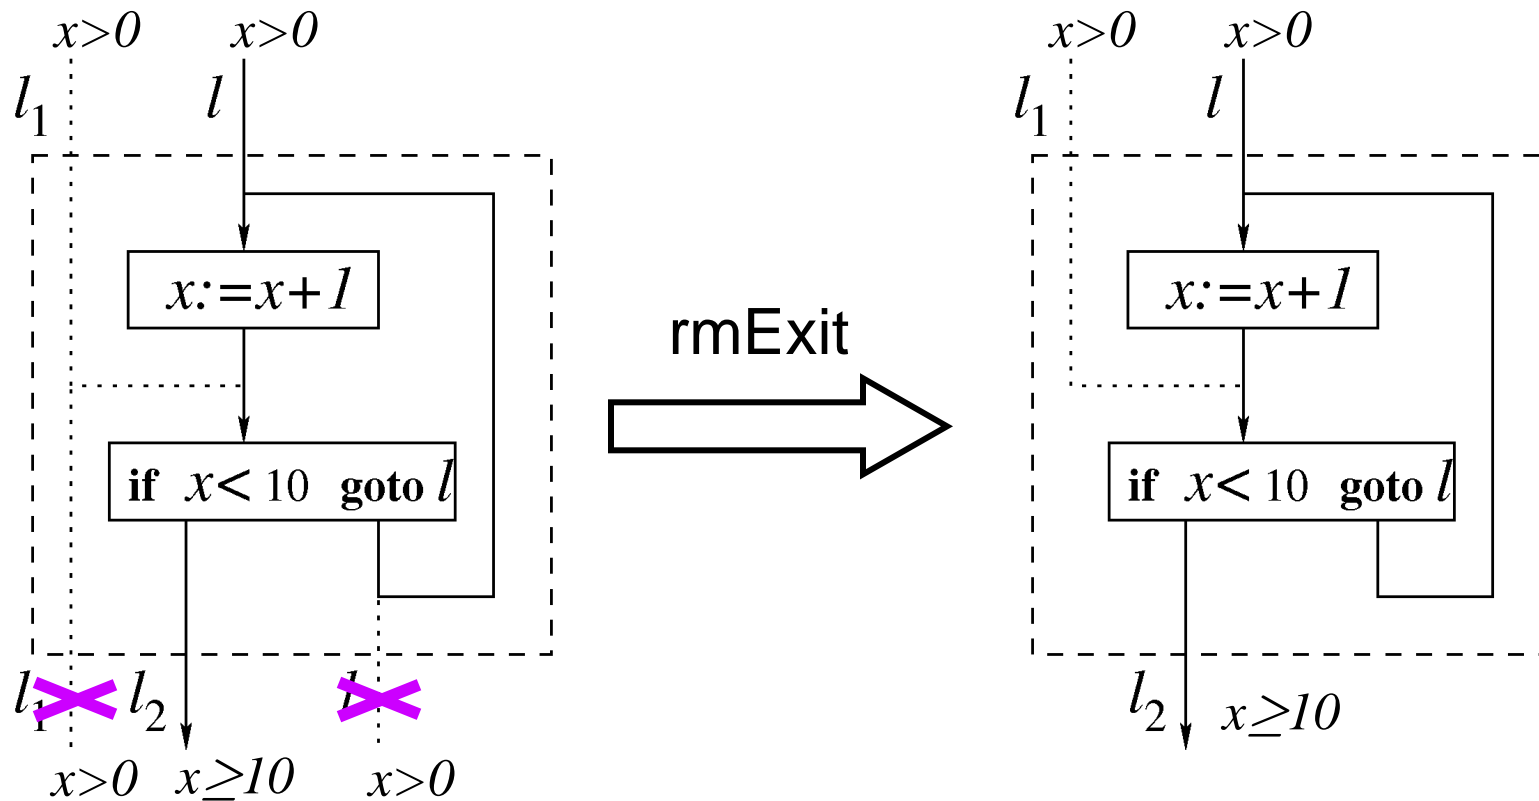 x>0 x>0 x>0 x>0
l₁ l l₁ l
x:=x+1 x:=x+1
rmExit
if x<10 goto l if x<10 goto l
l₁ l₂ l l₂ x≥10
x>0 x≥10 x>0